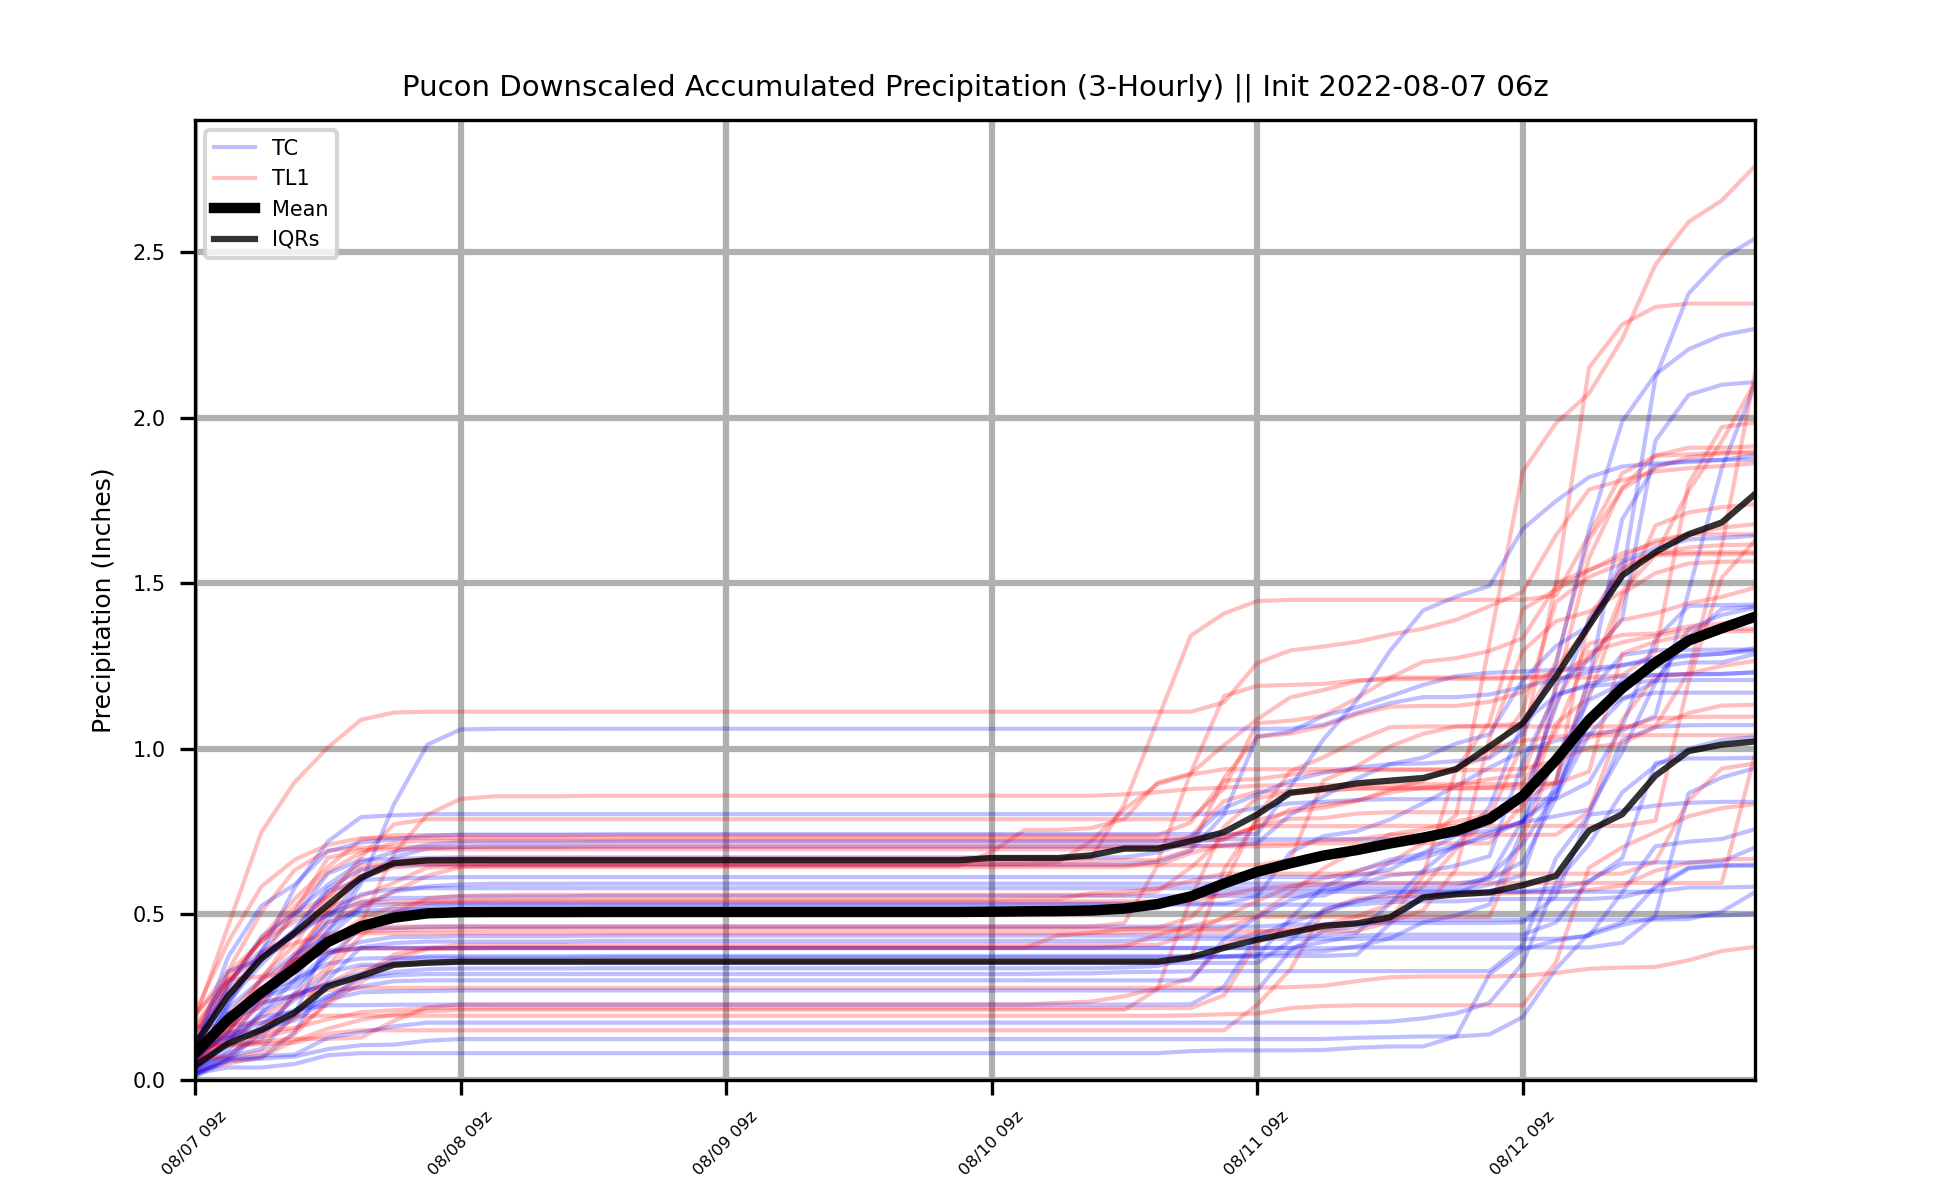 Pucon Downscaled Accumulated Precipitation (3-Hourly) || Init 2022-08-07 06z
TC
TL1
Mean
IQRs
Precipitation (Inches)
2.5
2.0
1.5
1.0
0.5
0.0
08/07 09z
08/08 09z
08/09 09z
08/10 09z
08/11 09z
08/12 09z